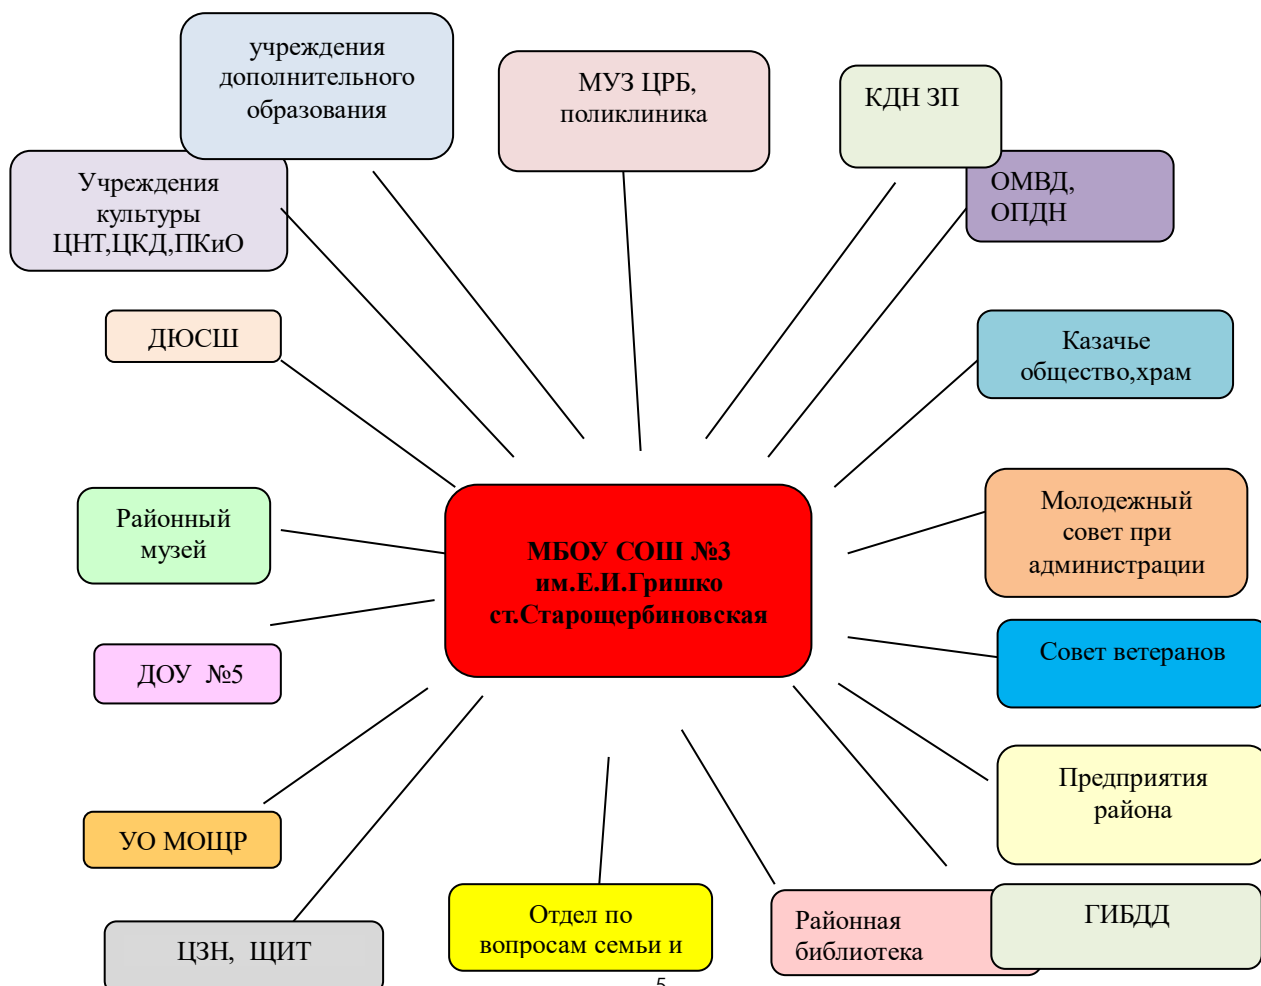 учреждения
дополнительного
образования
МУЗ ЦРБ,
поликлиника
КДН ЗП
Учреждения
культуры
ЦНТ,ЦКД,ПКиО
ОМВД,
ОПДН
ДЮСШ
Казачье
общество,храм
Районный
музей
МБОУ СОШ №3
им.Е.И.Гришко
ст.Старощербиновская
Молодежный
совет при
администрации
ДОУ №5
Совет ветеранов
Предприятия
района
УО МОЩР
ЦЗН, ЩИТ
Отдел по
вопросам семьи и
Районная
библиотека
ГИБДД
5